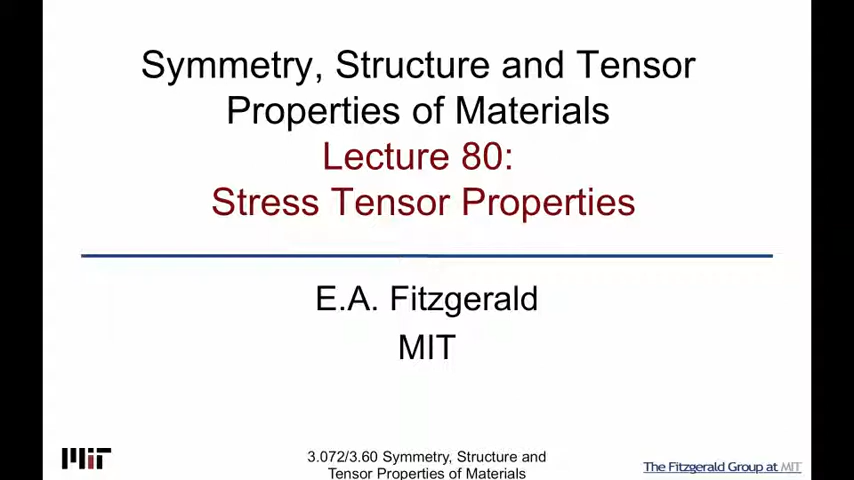 Symmetry, Structure and Tensor
Properties of Materials
Lecture 80:
Stress Tensor Properties
E.A. Fitzgerald
MIT
MIT
3.072/3.60 Symmetry, Structure and
Tensor Properties of Materials
The Fitzgerald Group at MIT